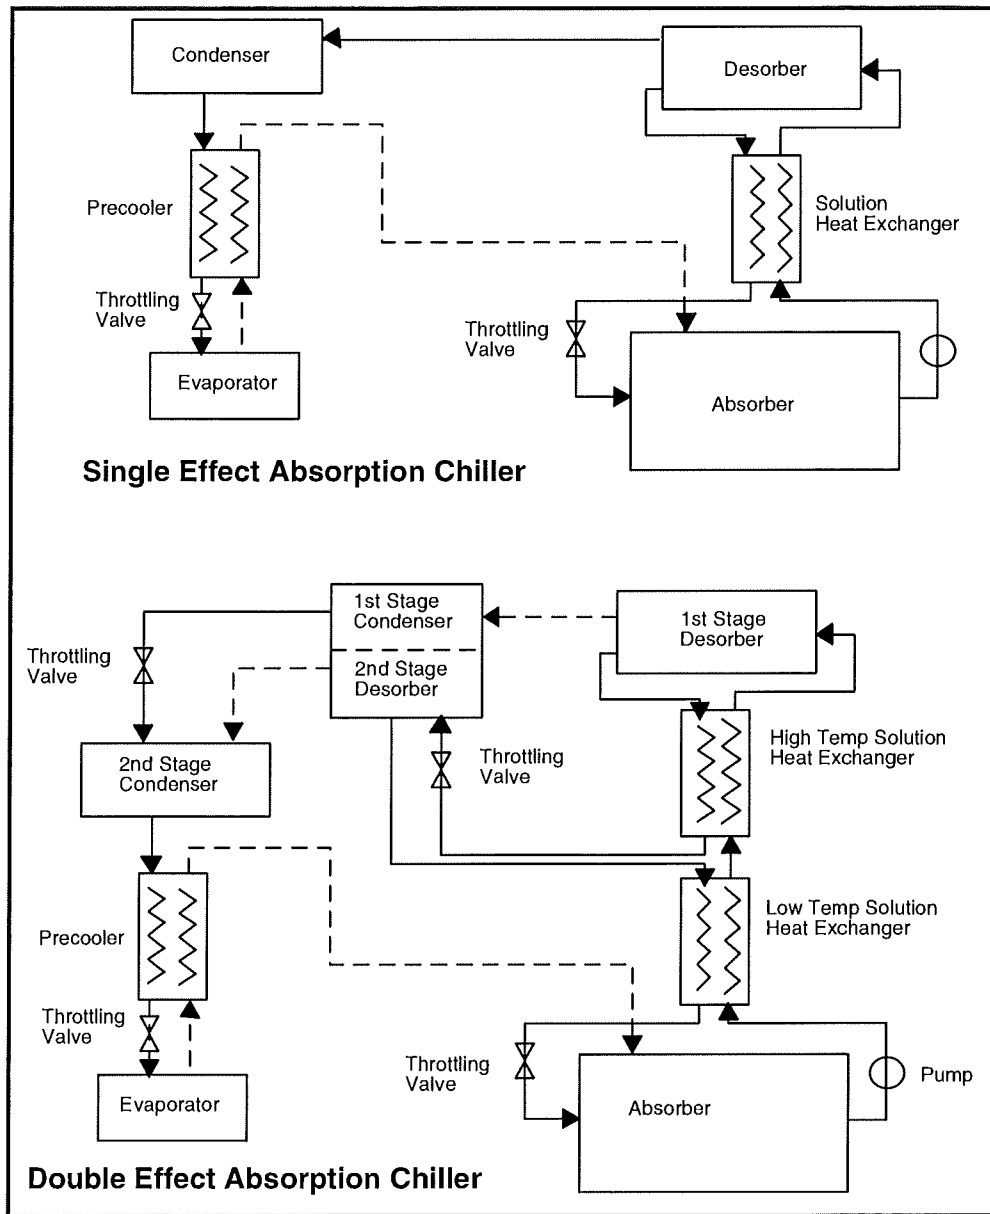 Condenser
Desorber
Precooler
Solution
Heat Exchanger
Throttling
Valve
Throttling
Valve
Evaporator
Absorber
Single Effect Absorption Chiller
1st Stage
Condenser
1st Stage
Desorber
Throttling
Valve
2nd Stage
Desorber
2nd Stage
Condenser
Throttling
Valve
High Temp Solution
Heat Exchanger
Precooler
Low Temp Solution
Heat Exchanger
Throttling
Valve
Throttling
Valve
Pump
Evaporator
Absorber
Double Effect Absorption Chiller